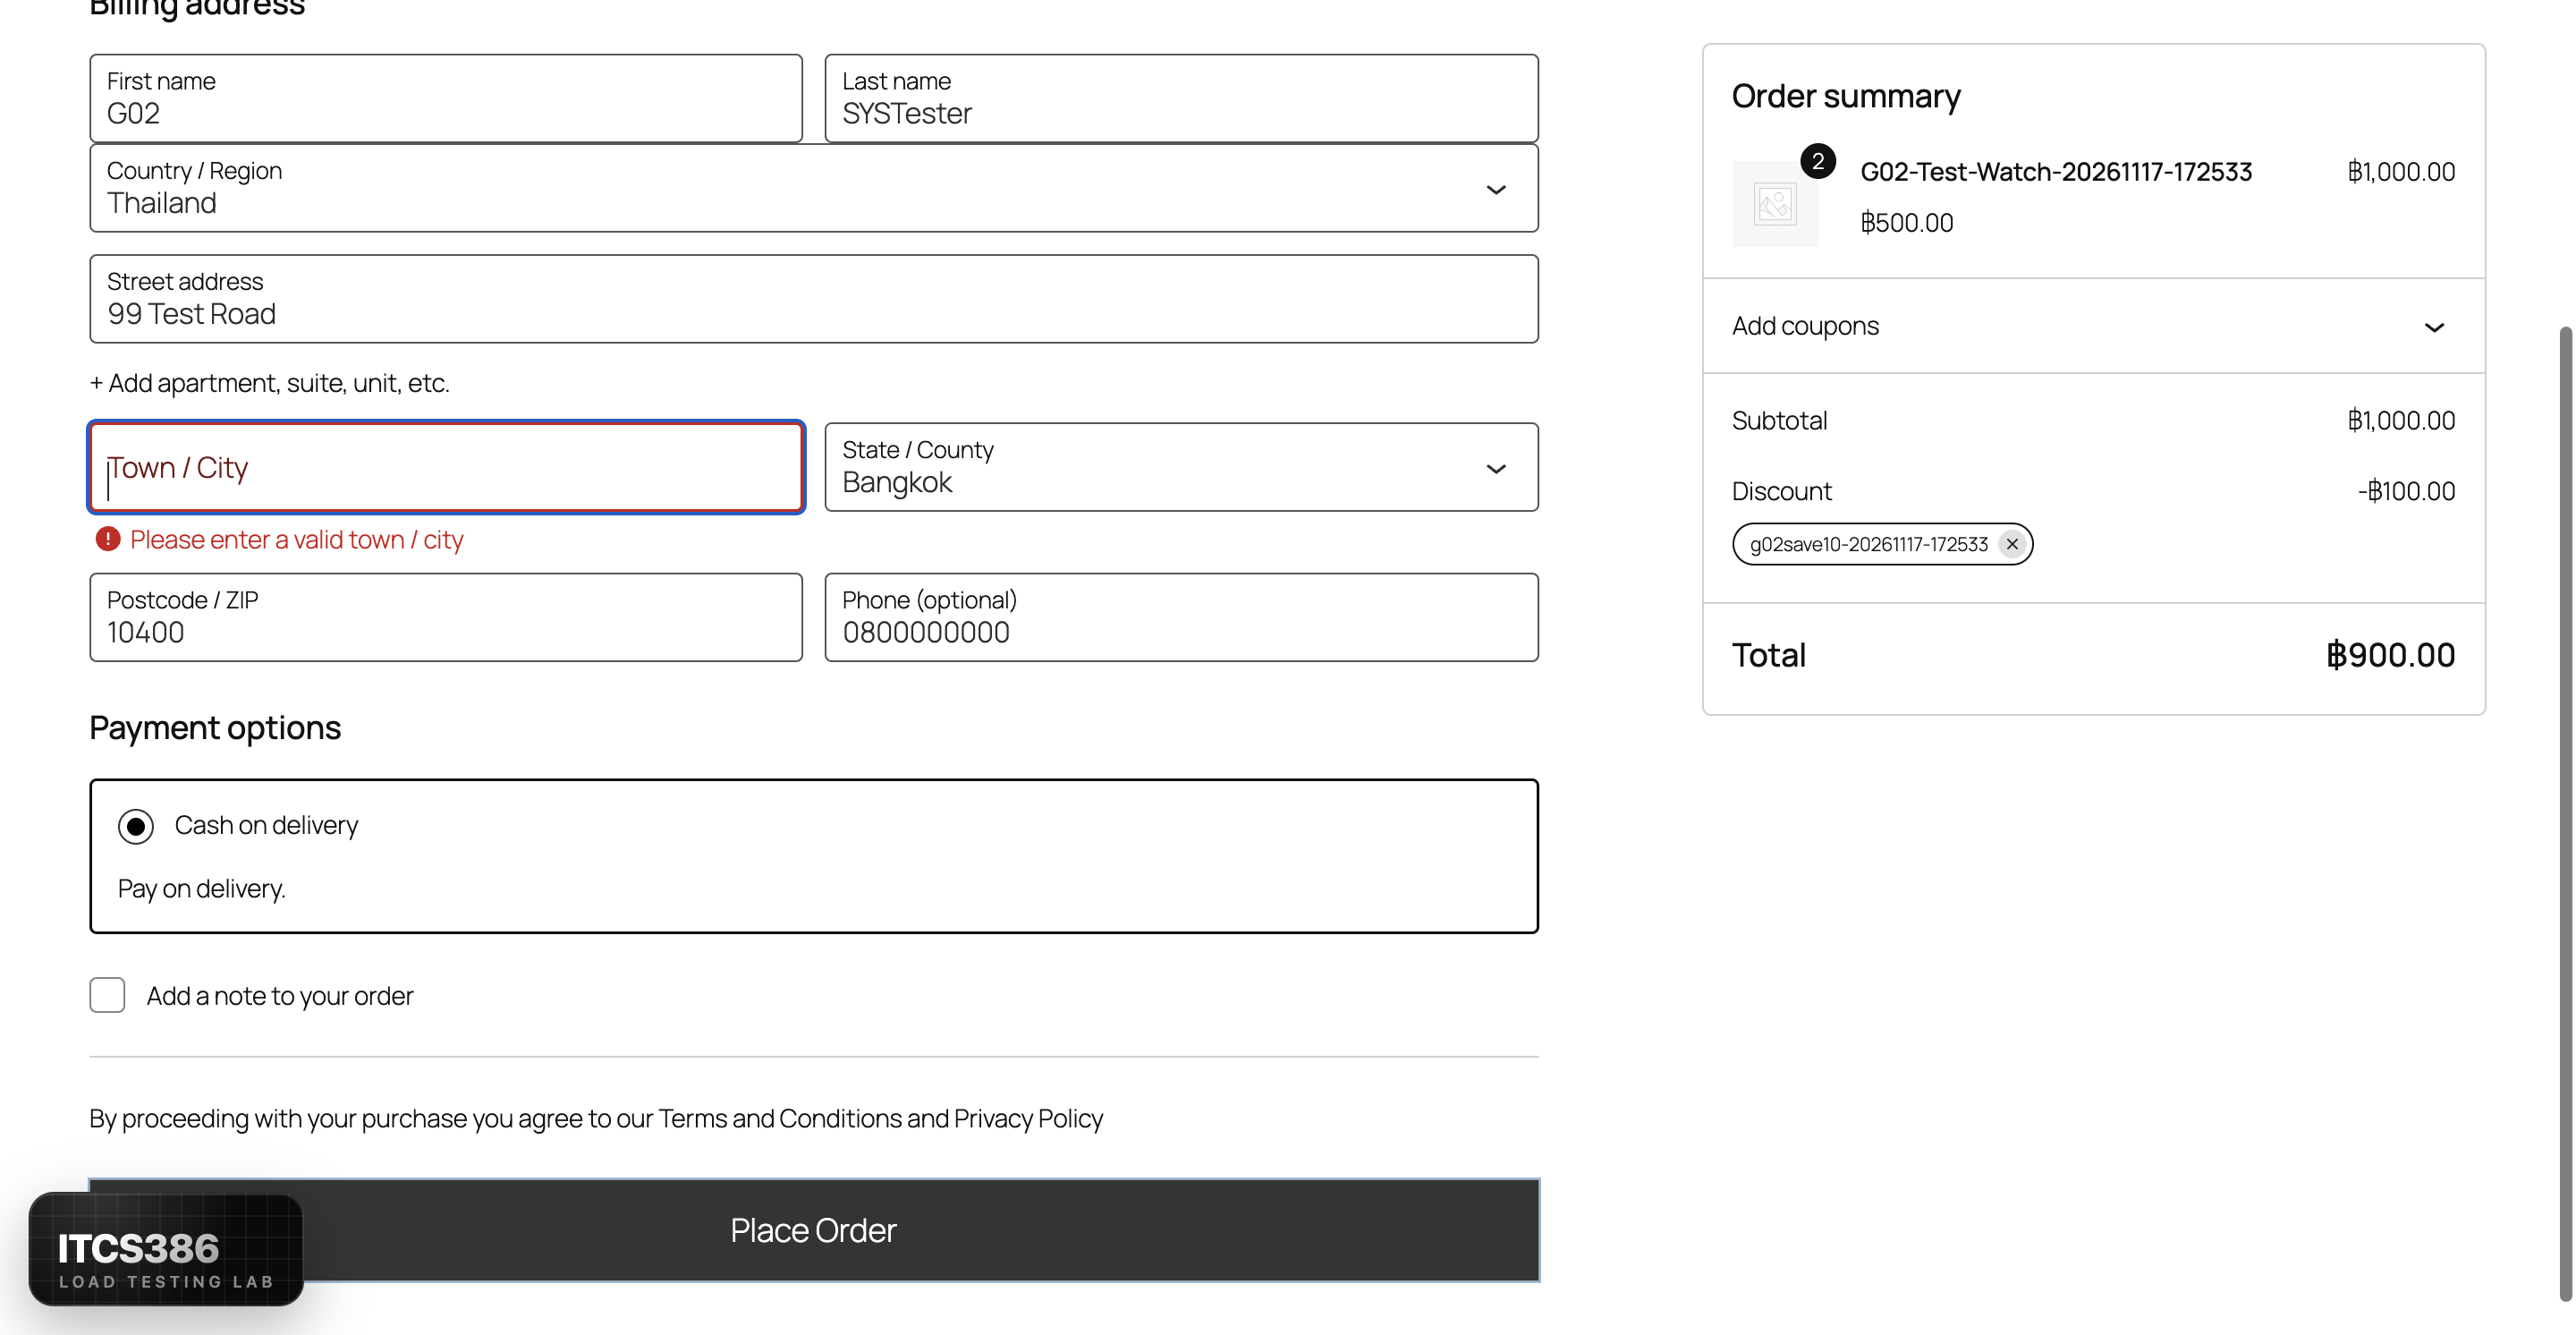 Billing address
First name
G02
Last name
SYSTester
Country / Region
Thailand
Street address
99 Test Road
+ Add apartment, suite, unit, etc.
Town / City
Please enter a valid town / city
State / County
Bangkok
Postcode / ZIP
10400
Phone (optional)
0800000000
Payment options
Cash on delivery
Pay on delivery.
Add a note to your order
By proceeding with your purchase you agree to our Terms and Conditions and Privacy Policy
Place Order
ITCS386
LOAD TESTING LAB
Order summary
2
G02-Test-Watch-20261117-172533 ฿1,000.00
฿500.00
Add coupons
Subtotal ฿1,000.00
Discount -฿100.00
g02save10-20261117-172533
Total ฿900.00